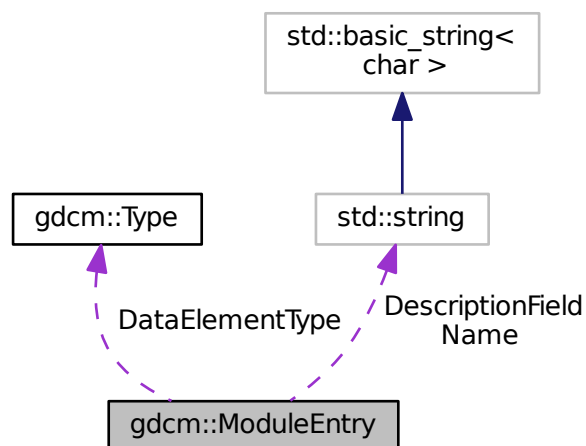 std::basic_string<
char >
gdcm::Type
std::string
DataElementType
DescriptionField
Name
gdcm::ModuleEntry